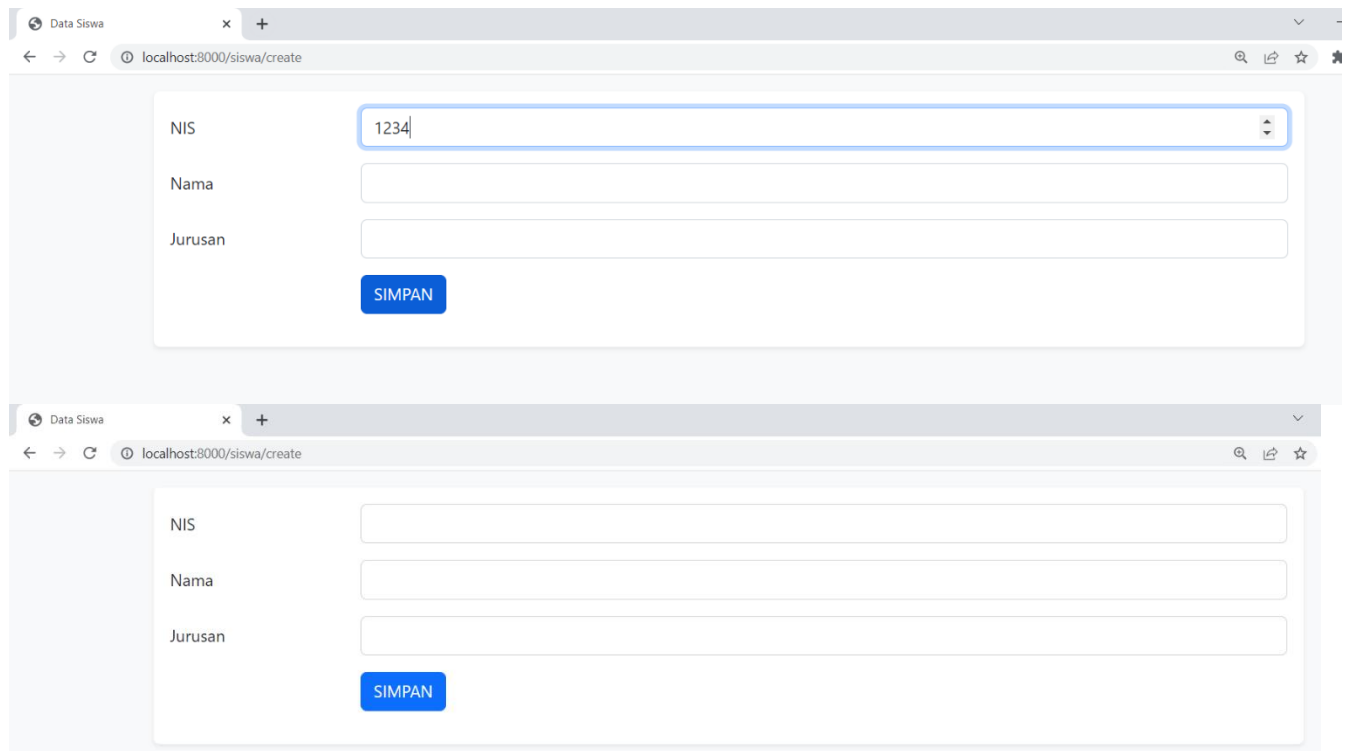 Data Siswa
localhost:8000/siswa/create
NIS 1234
Nama
Jurusan
SIMPAN
Data Siswa
localhost:8000/siswa/create
NIS
Nama
Jurusan
SIMPAN